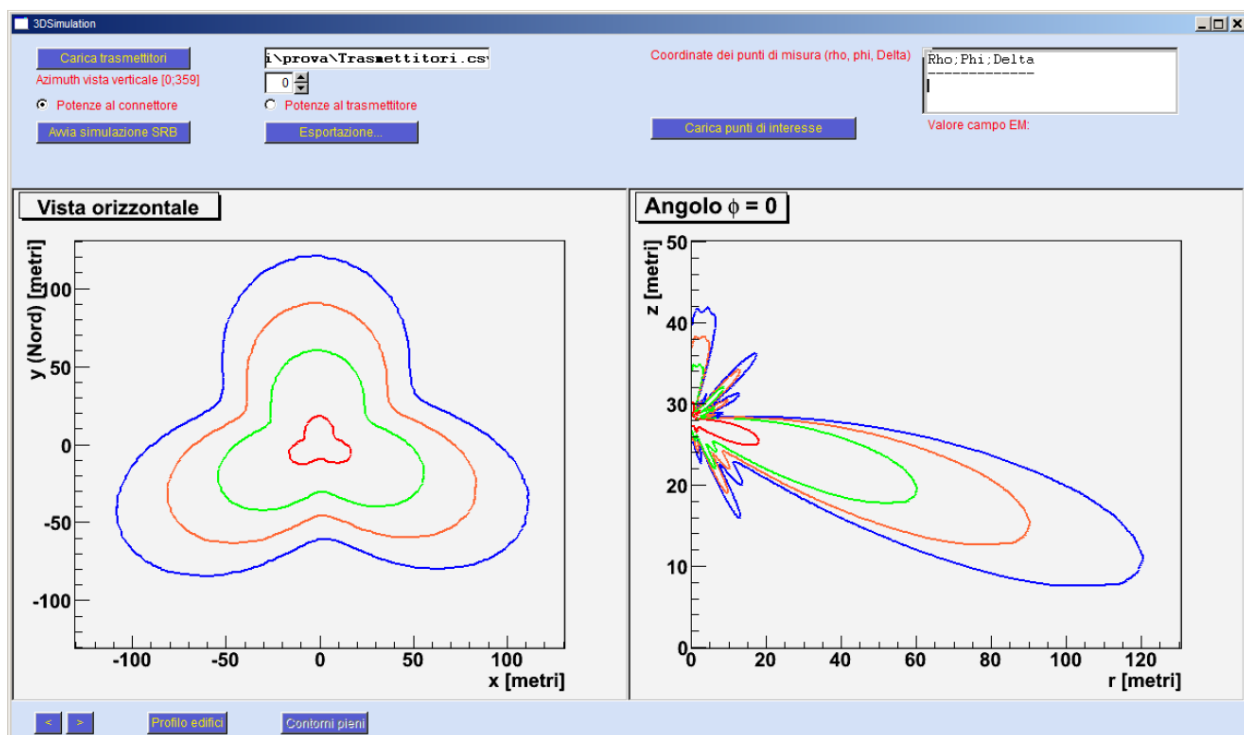 3DSimulation
Carica trasmettitori
i\prova\Trasmettitori.csv
Azimuth vista verticale [0;359]
0
Potenze al connettore
Potenze al trasmettitore
Avvia simulazione SRB
Esportazione...
Coordinate dei punti di misura (rho, phi, Delta)
Rho;Phi;Delta
-------------
Carica punti di interesse
Valore campo EM:
Vista orizzontale
y (Nord) [metri]
100
50
0
-50
-100
-100
-50
0
50
100
x [metri]
Angolo ϕ = 0
z [metri]
50
40
30
20
10
0
0
20
40
60
80
100
120
r [metri]
<
>
Profilo edifici
Contorni pieni